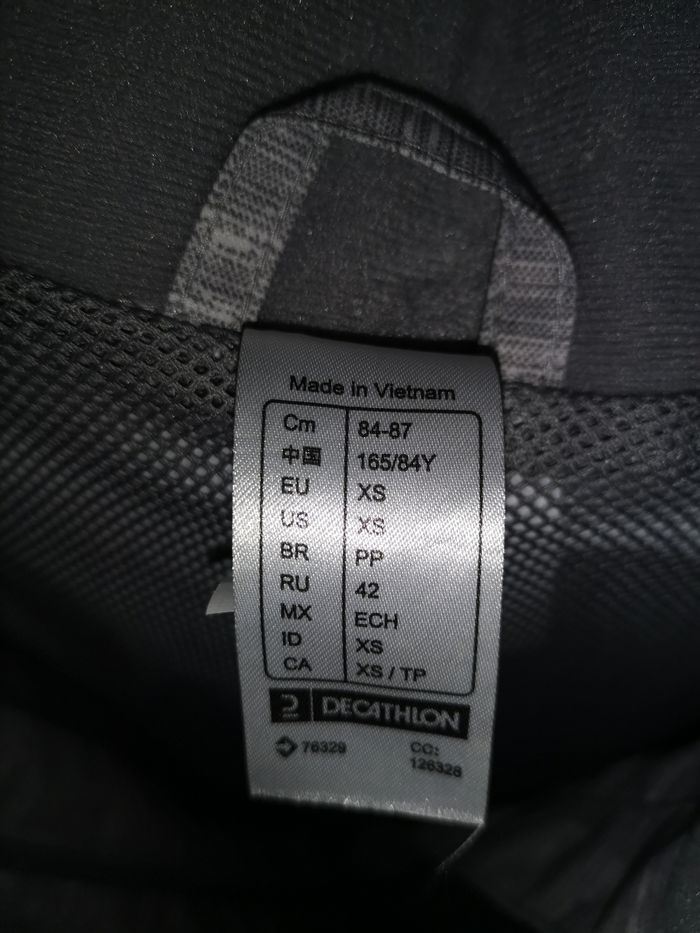 Made in Vietnam
Cm 84-87
中国 165/84Y
EU XS
US XS
BR PP
RU 42
MX ECH
ID XS
CA XS / TP
DECATHLON
76329 CC:
126328